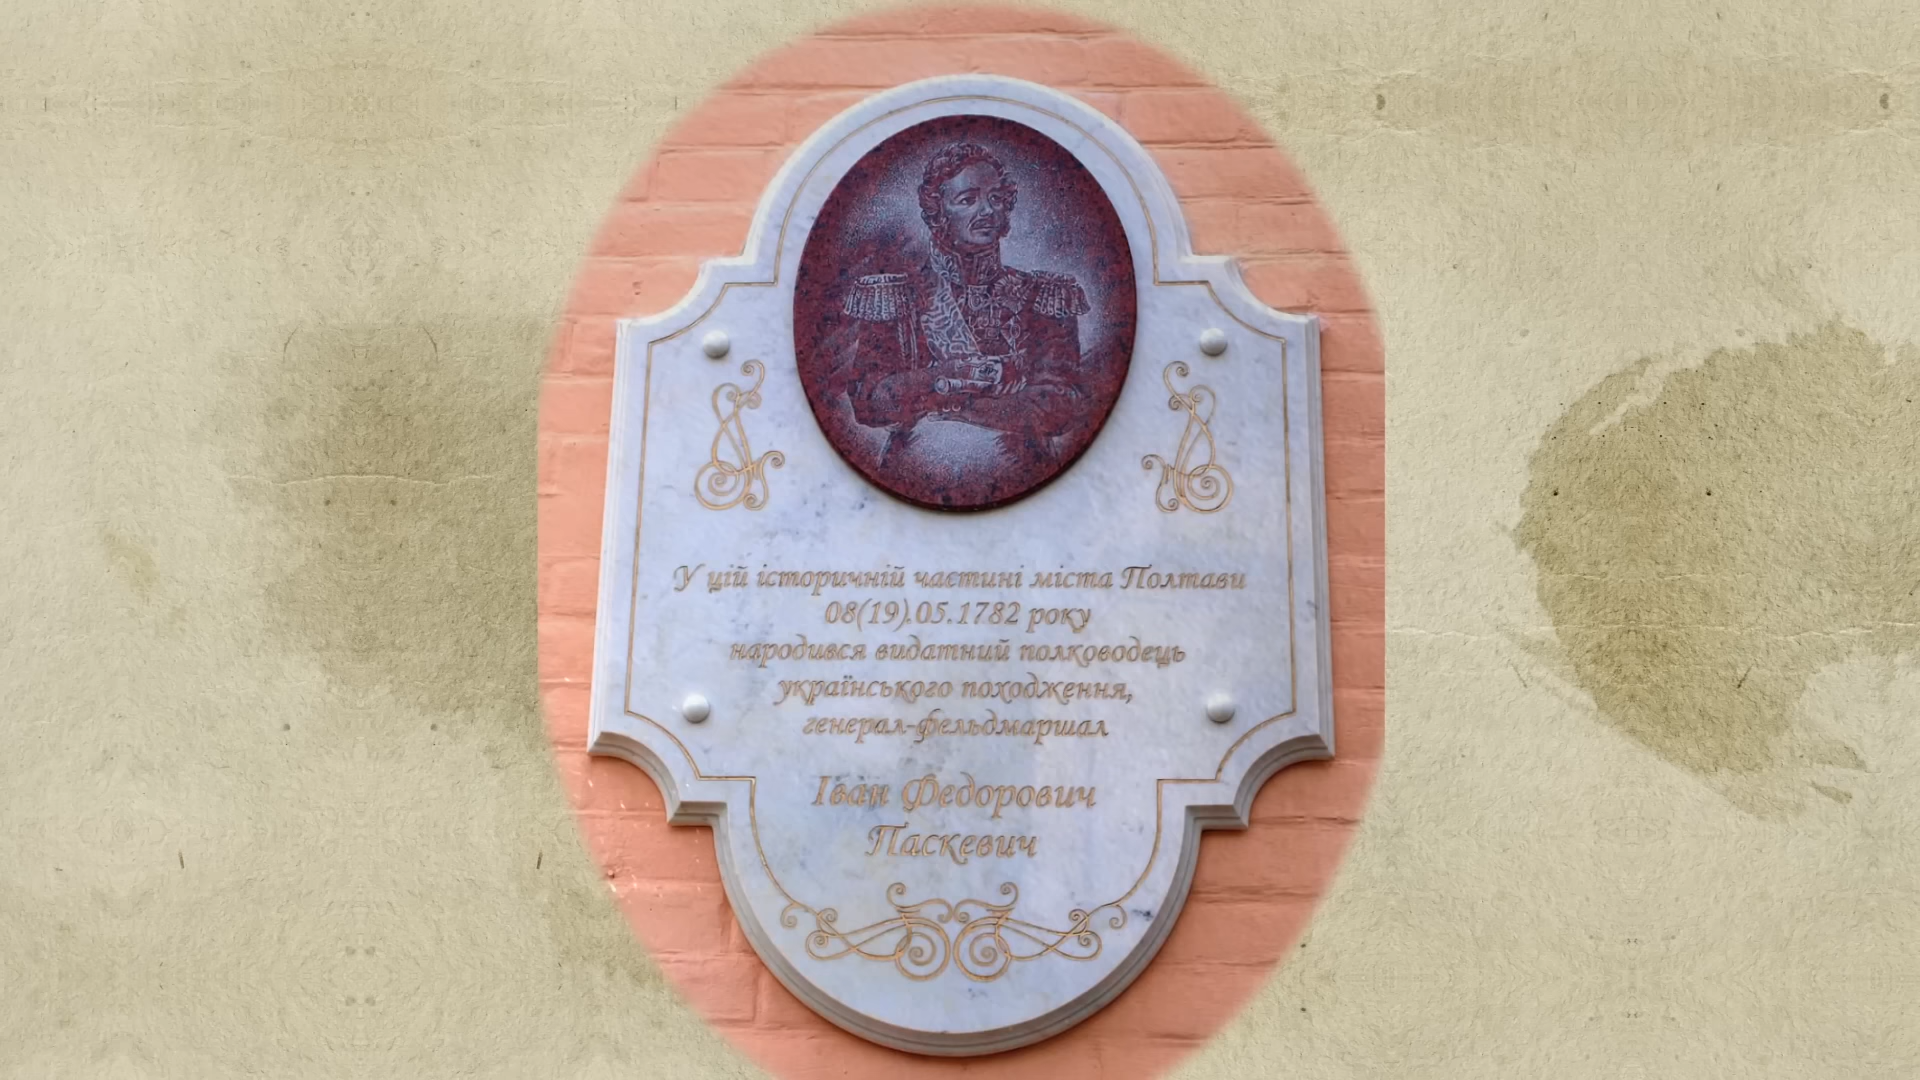 У цій історичній частині міста Полтави
08(19).05.1782 року
народився видатний полководець
українського походження,
генерал-фельдмаршал
Іван Федорович
Паскевич